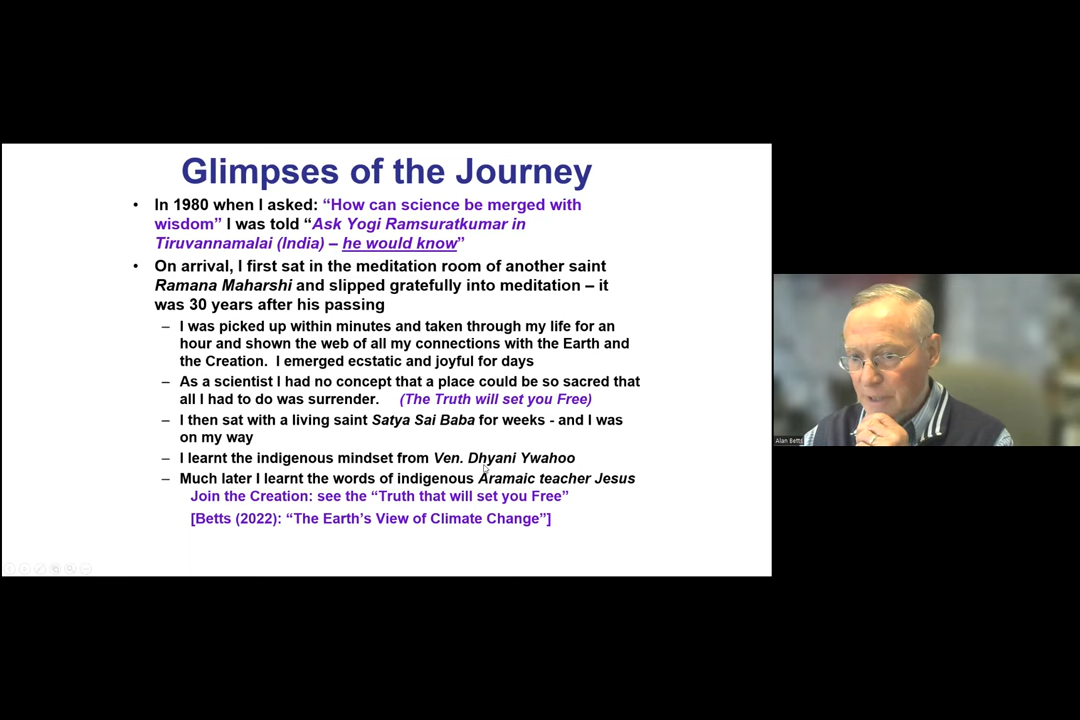 Glimpses of the Journey
• In 1980 when I asked: “How can science be merged with
wisdom” I was told “Ask Yogi Ramsuratkumar in
Tiruvannamalai (India) – he would know”
• On arrival, I first sat in the meditation room of another saint
Ramana Maharshi and slipped gratefully into meditation – it
was 30 years after his passing
– I was picked up within minutes and taken through my life for an
hour and shown the web of all my connections with the Earth and
the Creation. I emerged ecstatic and joyful for days
– As a scientist I had no concept that a place could be so sacred that
all I had to do was surrender. (The Truth will set you Free)
– I then sat with a living saint Satya Sai Baba for weeks - and I was
on my way
– I learnt the indigenous mindset from Ven. Dhyani Ywahoo
– Much later I learnt the words of indigenous Aramaic teacher Jesus
Join the Creation: see the “Truth that will set you Free”
[Betts (2022): “The Earth’s View of Climate Change”]
Alan Betts